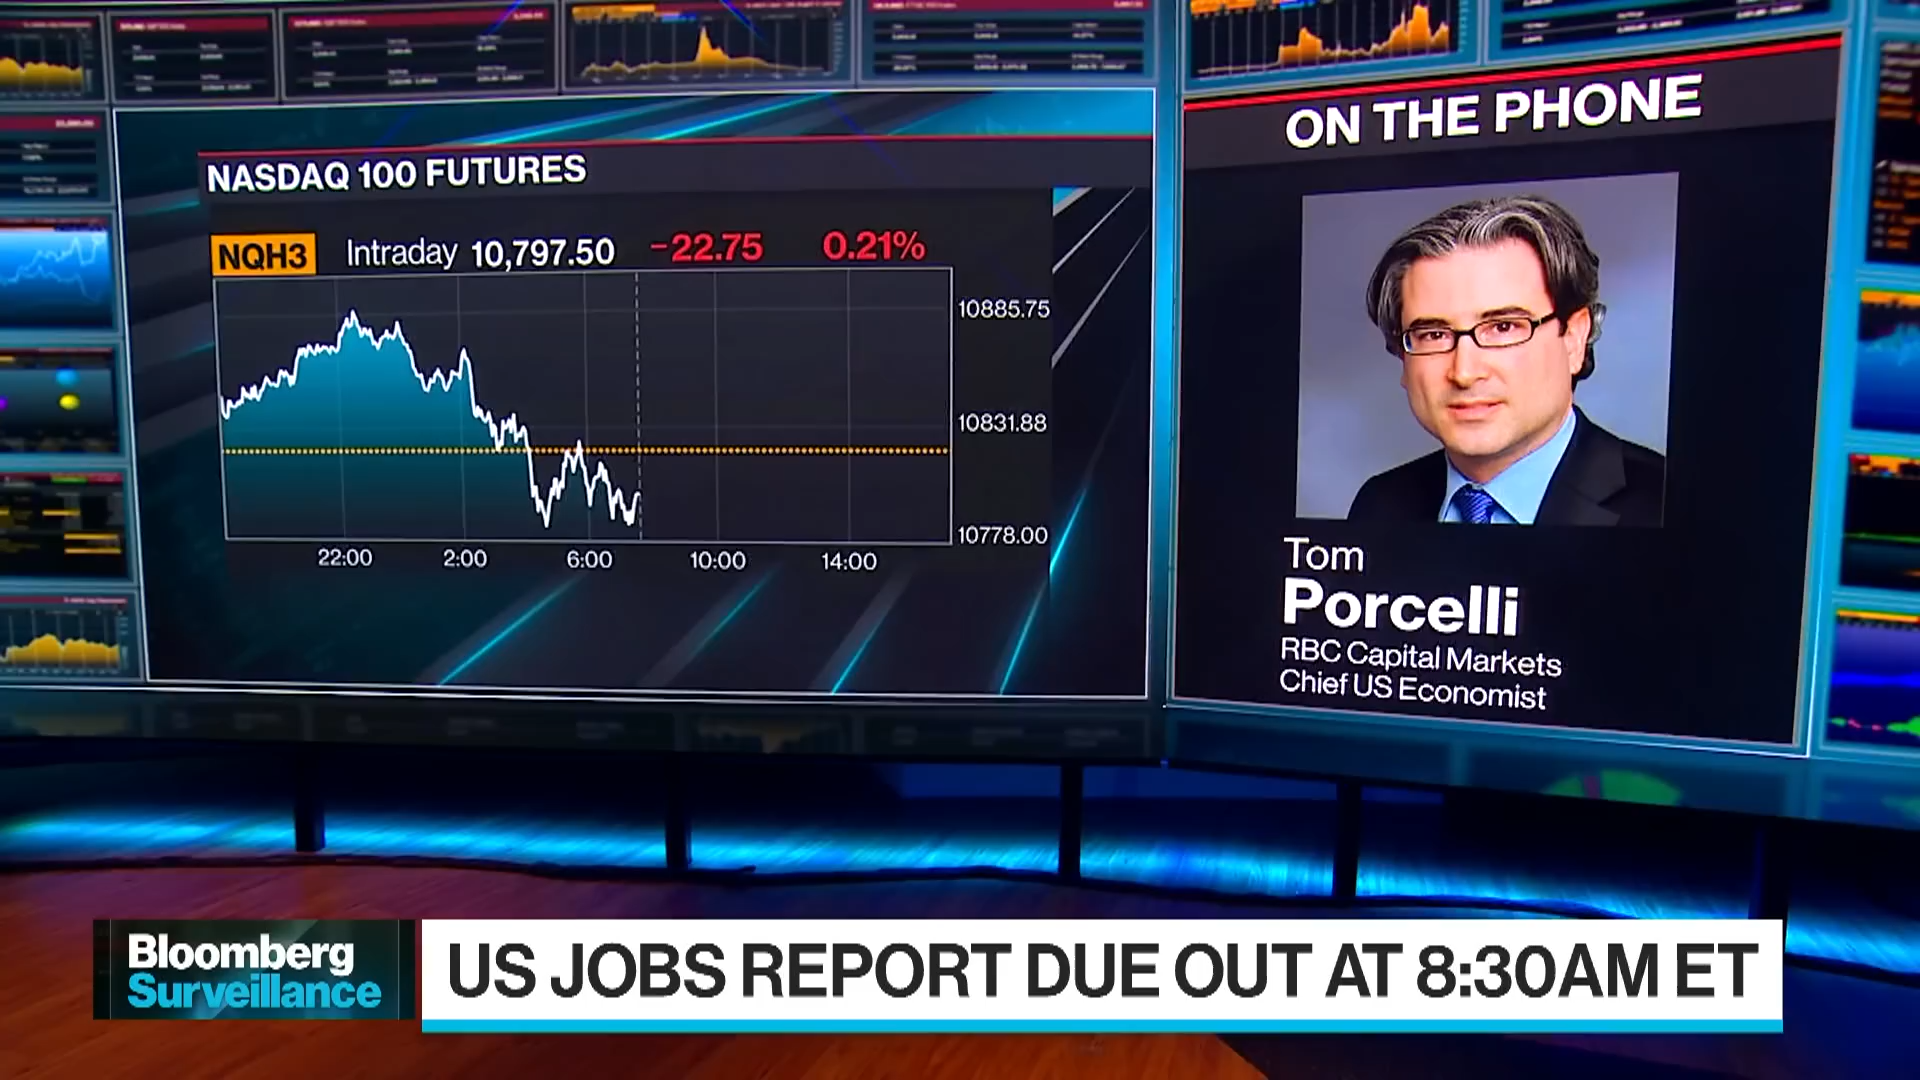 NASDAQ 100 FUTURES
NQH3 Intraday 10,797.50 -22.75 0.21%
10885.75
10831.88
10778.00
22:00 2:00 6:00 10:00 14:00
ON THE PHONE
Tom
Porcelli
RBC Capital Markets
Chief US Economist
Bloomberg
Surveillance
US JOBS REPORT DUE OUT AT 8:30AM ET